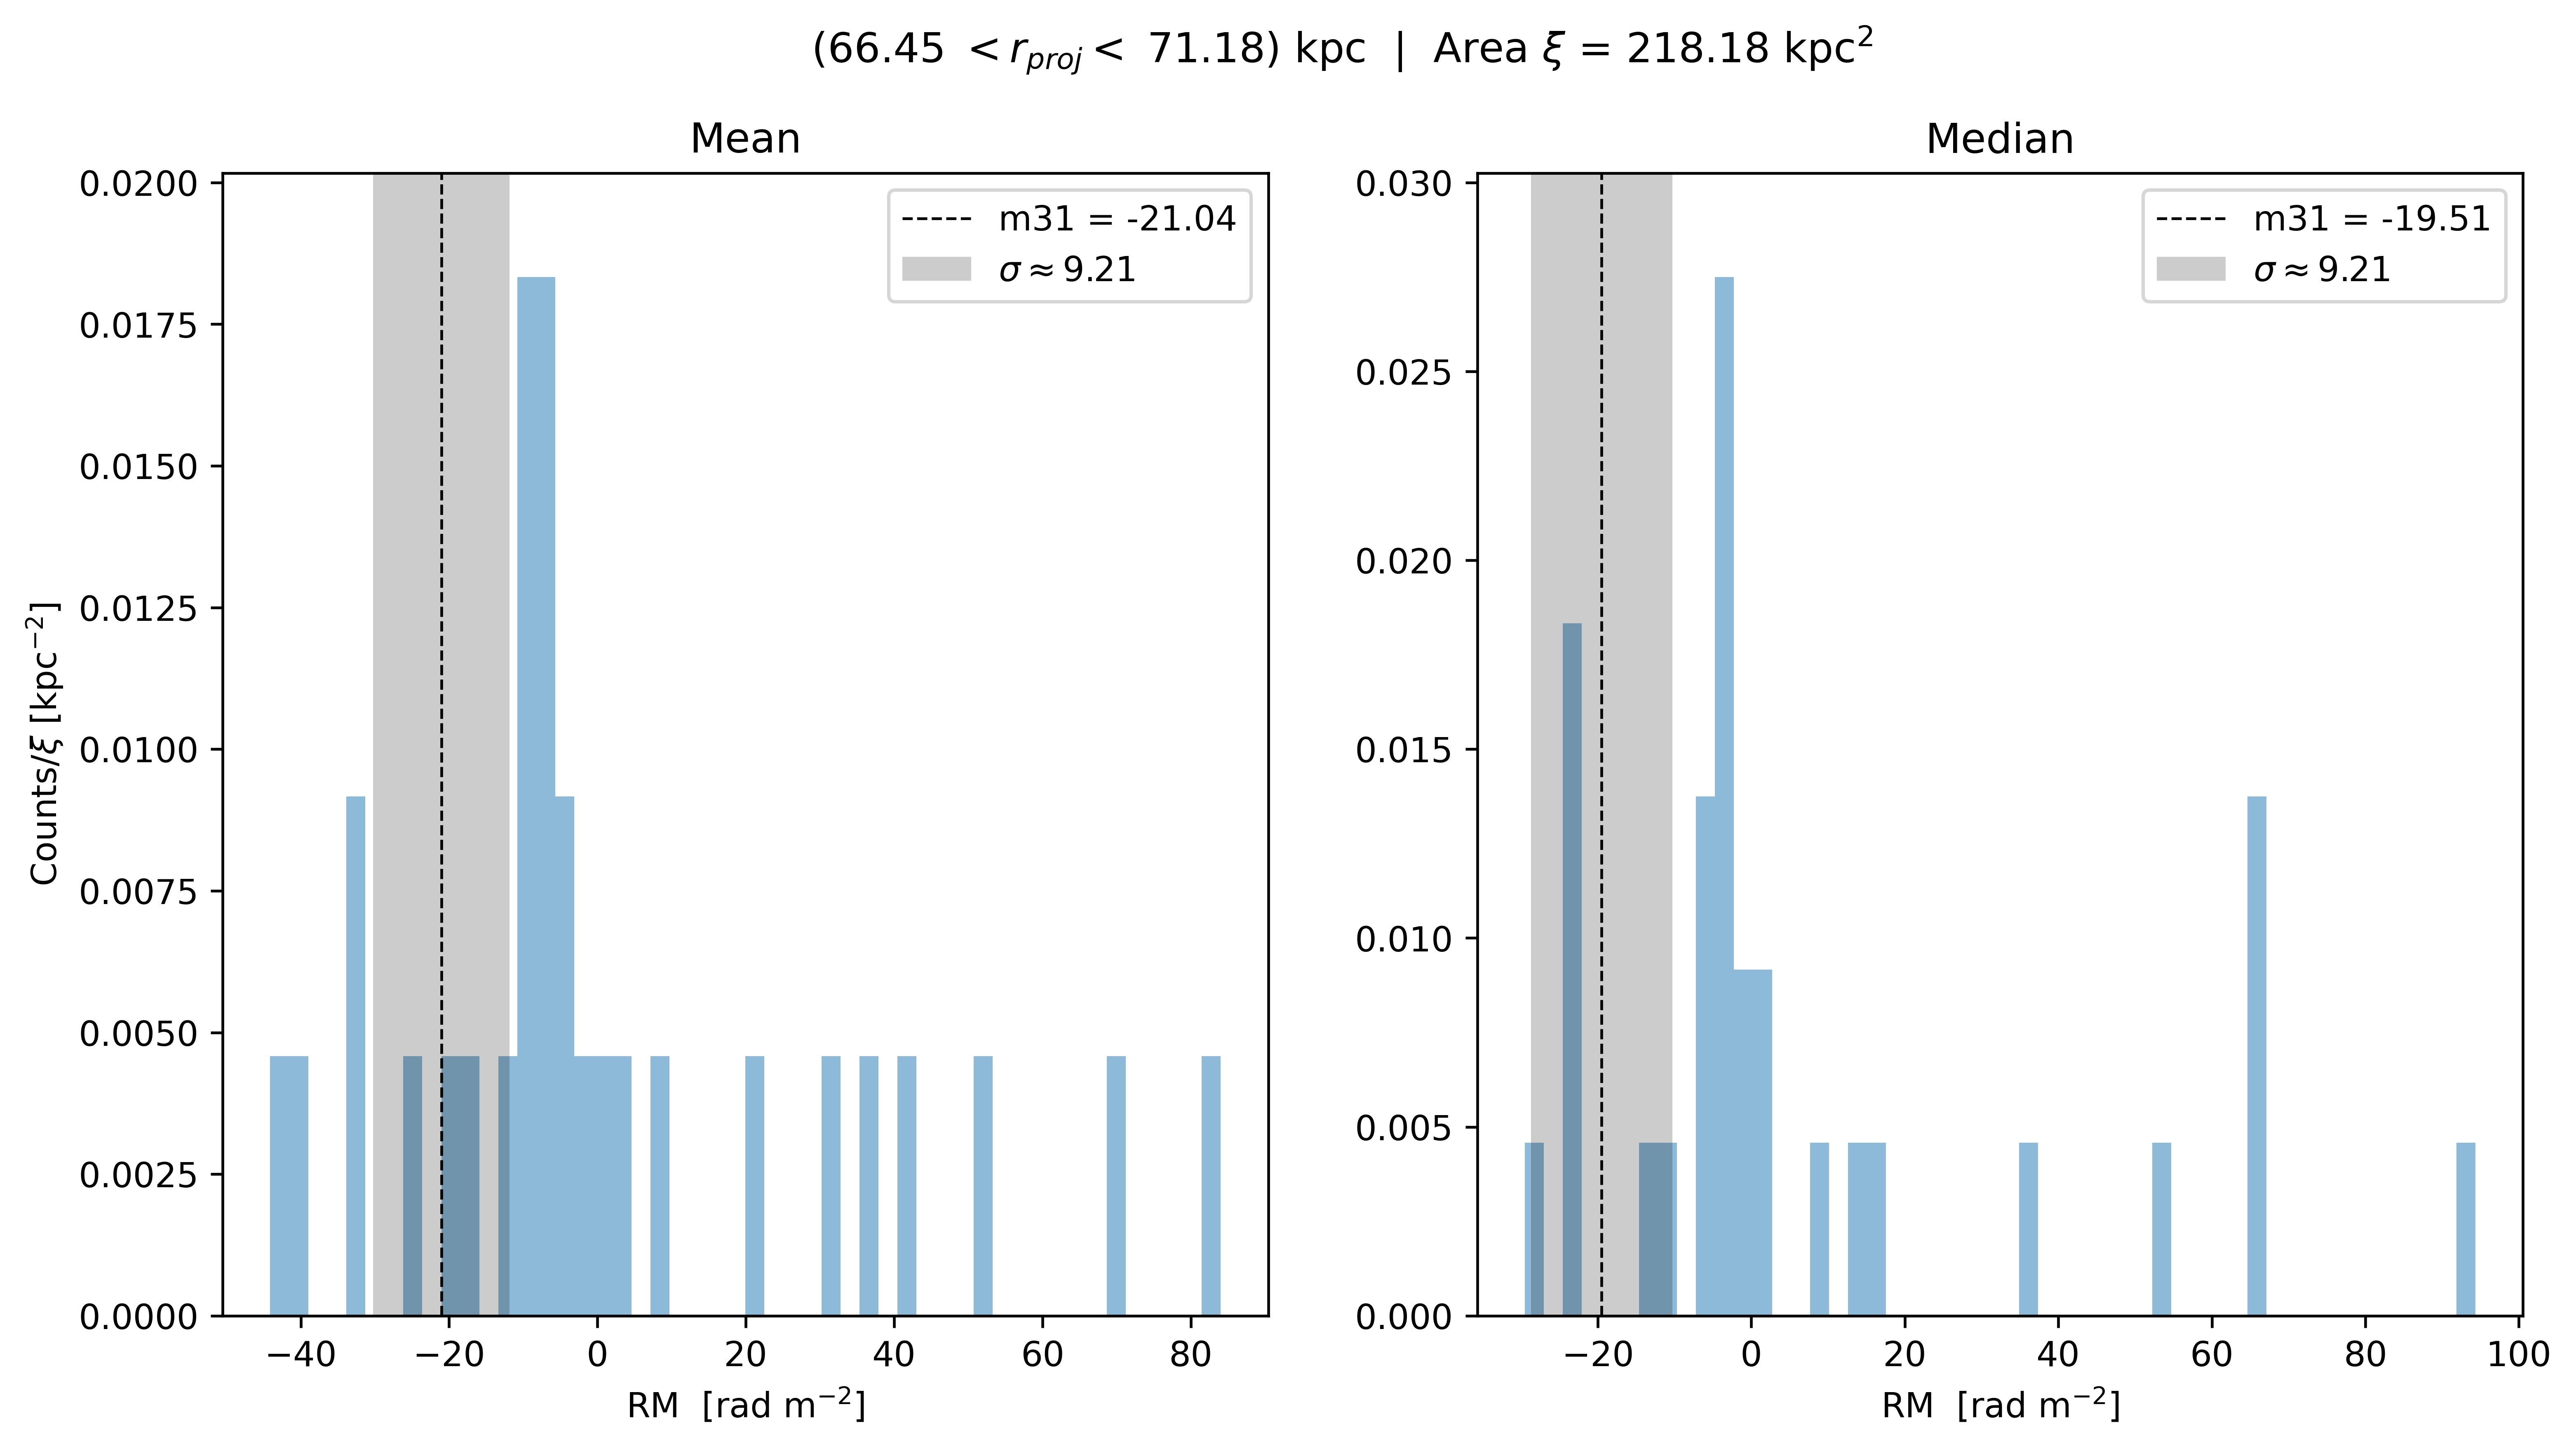 (66.45 < r_proj < 71.18) kpc | Area ξ = 218.18 kpc²
Mean
0.0200
0.0175
0.0150
0.0125
0.0100
0.0075
0.0050
0.0025
0.0000
Counts/ξ [kpc⁻²]
m31 = -21.04
σ ≈ 9.21
−40 −20 0 20 40 60 80
RM [rad m⁻²]
Median
0.030
0.025
0.020
0.015
0.010
0.005
0.000
m31 = -19.51
σ ≈ 9.21
−20 0 20 40 60 80 100
RM [rad m⁻²]